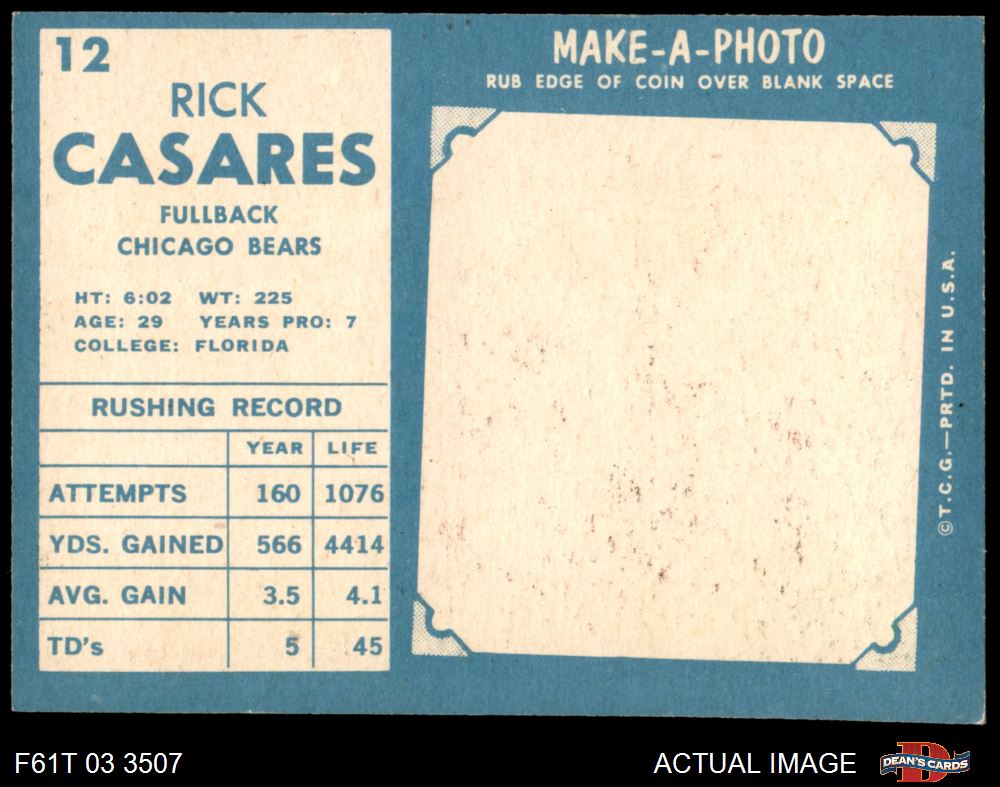 12
RICK
CASARES
FULLBACK
CHICAGO BEARS
HT: 6:02 WT: 225
AGE: 29 YEARS PRO: 7
COLLEGE: FLORIDA
RUSHING RECORD
YEAR LIFE
ATTEMPTS 160 1076
YDS. GAINED 566 4414
AVG. GAIN 3.5 4.1
TD's 5 45
MAKE-A-PHOTO
RUB EDGE OF COIN OVER BLANK SPACE
©T.C.G.—PRTD. IN U.S.A.
F61T 03 3507
ACTUAL IMAGE
D
DEAN'S CARDS